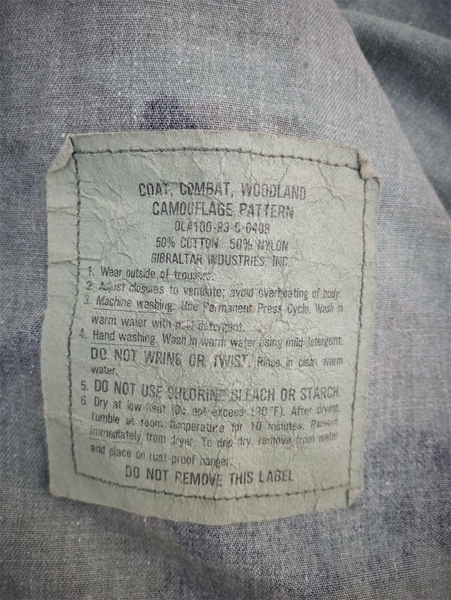 COAT, COMBAT, WOODLAND
CAMOUFLAGE PATTERN
DLA100-83-C-0408
50% COTTON 50% NYLON
GIBRALTAR INDUSTRIES, INC.
1. Wear outside of trousers.
2. Adjust closures to ventilate; avoid overheating of body.
3. Machine washing. Use Permanent Press Cycle. Wash in
warm water with mild detergent.
4. Hand washing. Wash in warm water using mild detergent.
DO NOT WRING OR TWIST. Rinse in clean warm
water.
5. DO NOT USE CHLORINE BLEACH OR STARCH.
6. Dry at low heat (do not exceed 130°F). After drying,
tumble at room temperature for 10 minutes. Remove
immediately from dryer. To drip dry, remove from water
and place on rust-proof hanger.
DO NOT REMOVE THIS LABEL